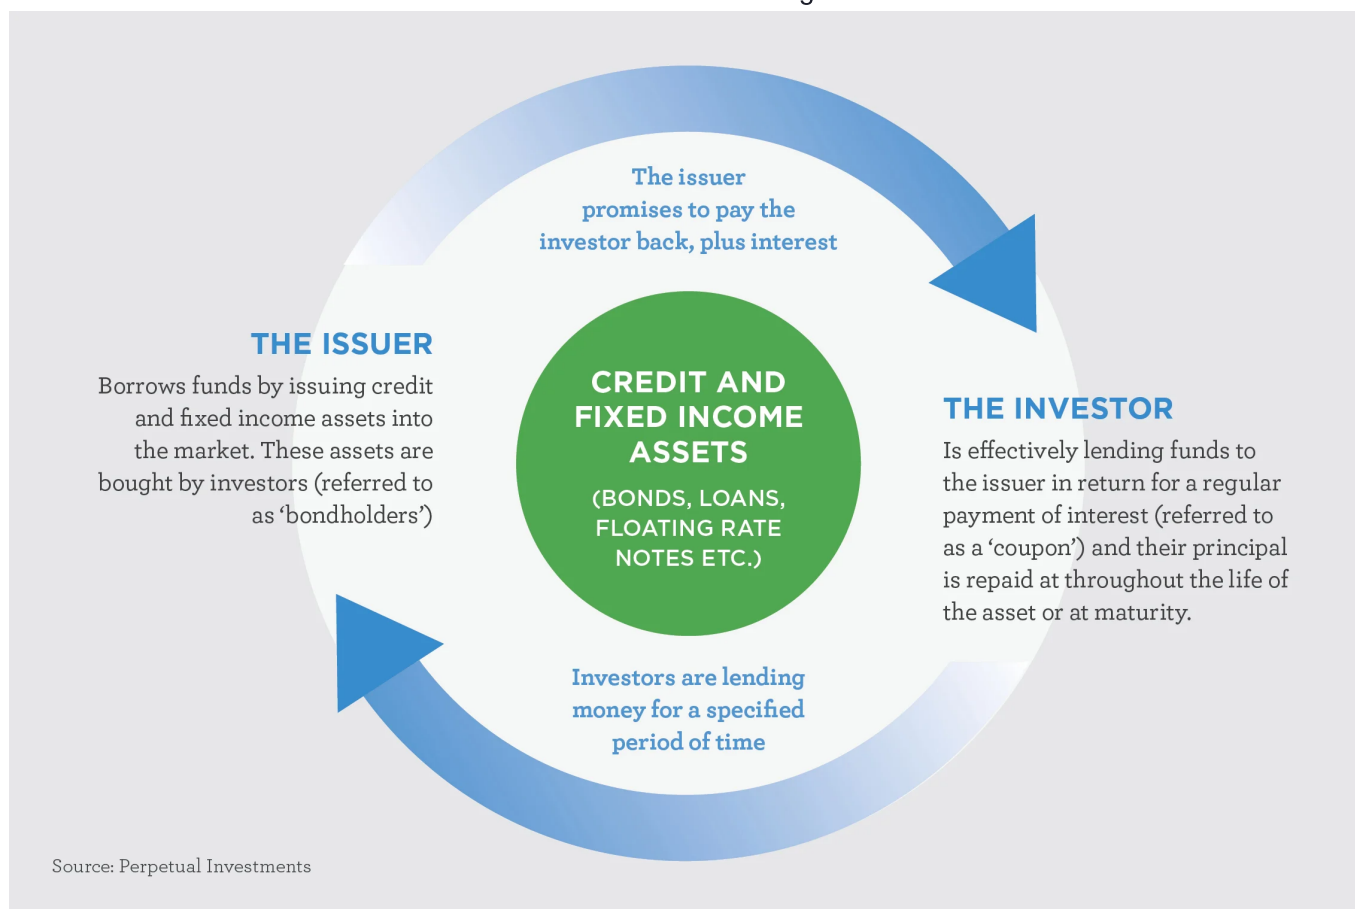 The issuer
promises to pay the
investor back, plus interest
THE ISSUER
Borrows funds by issuing credit
and fixed income assets into
the market. These assets are
bought by investors (referred to
as ‘bondholders’)
CREDIT AND
FIXED INCOME
ASSETS
(BONDS, LOANS,
FLOATING RATE
NOTES ETC.)
THE INVESTOR
Is effectively lending funds to
the issuer in return for a regular
payment of interest (referred to
as a ‘coupon’) and their principal
is repaid at throughout the life of
the asset or at maturity.
Investors are lending
money for a specified
period of time
Source: Perpetual Investments